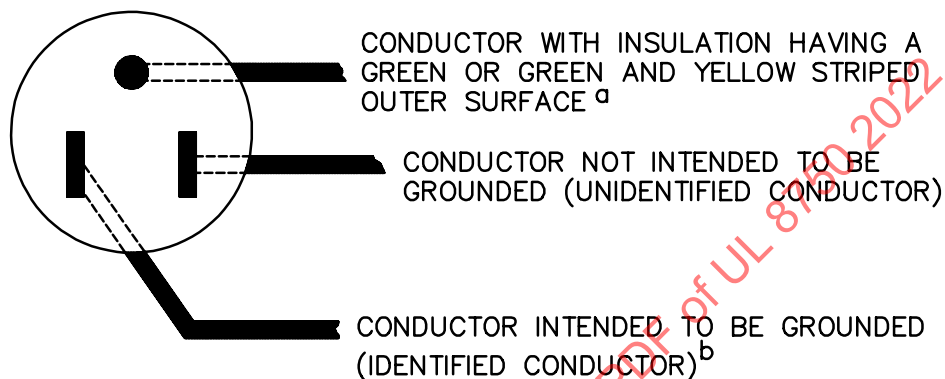 CONDUCTOR WITH INSULATION HAVING A
GREEN OR GREEN AND YELLOW STRIPED
OUTER SURFACE a
CONDUCTOR NOT INTENDED TO BE
GROUNDED (UNIDENTIFIED CONDUCTOR)
CONDUCTOR INTENDED TO BE GROUNDED
(IDENTIFIED CONDUCTOR) b
PDF of UL 8750 2022